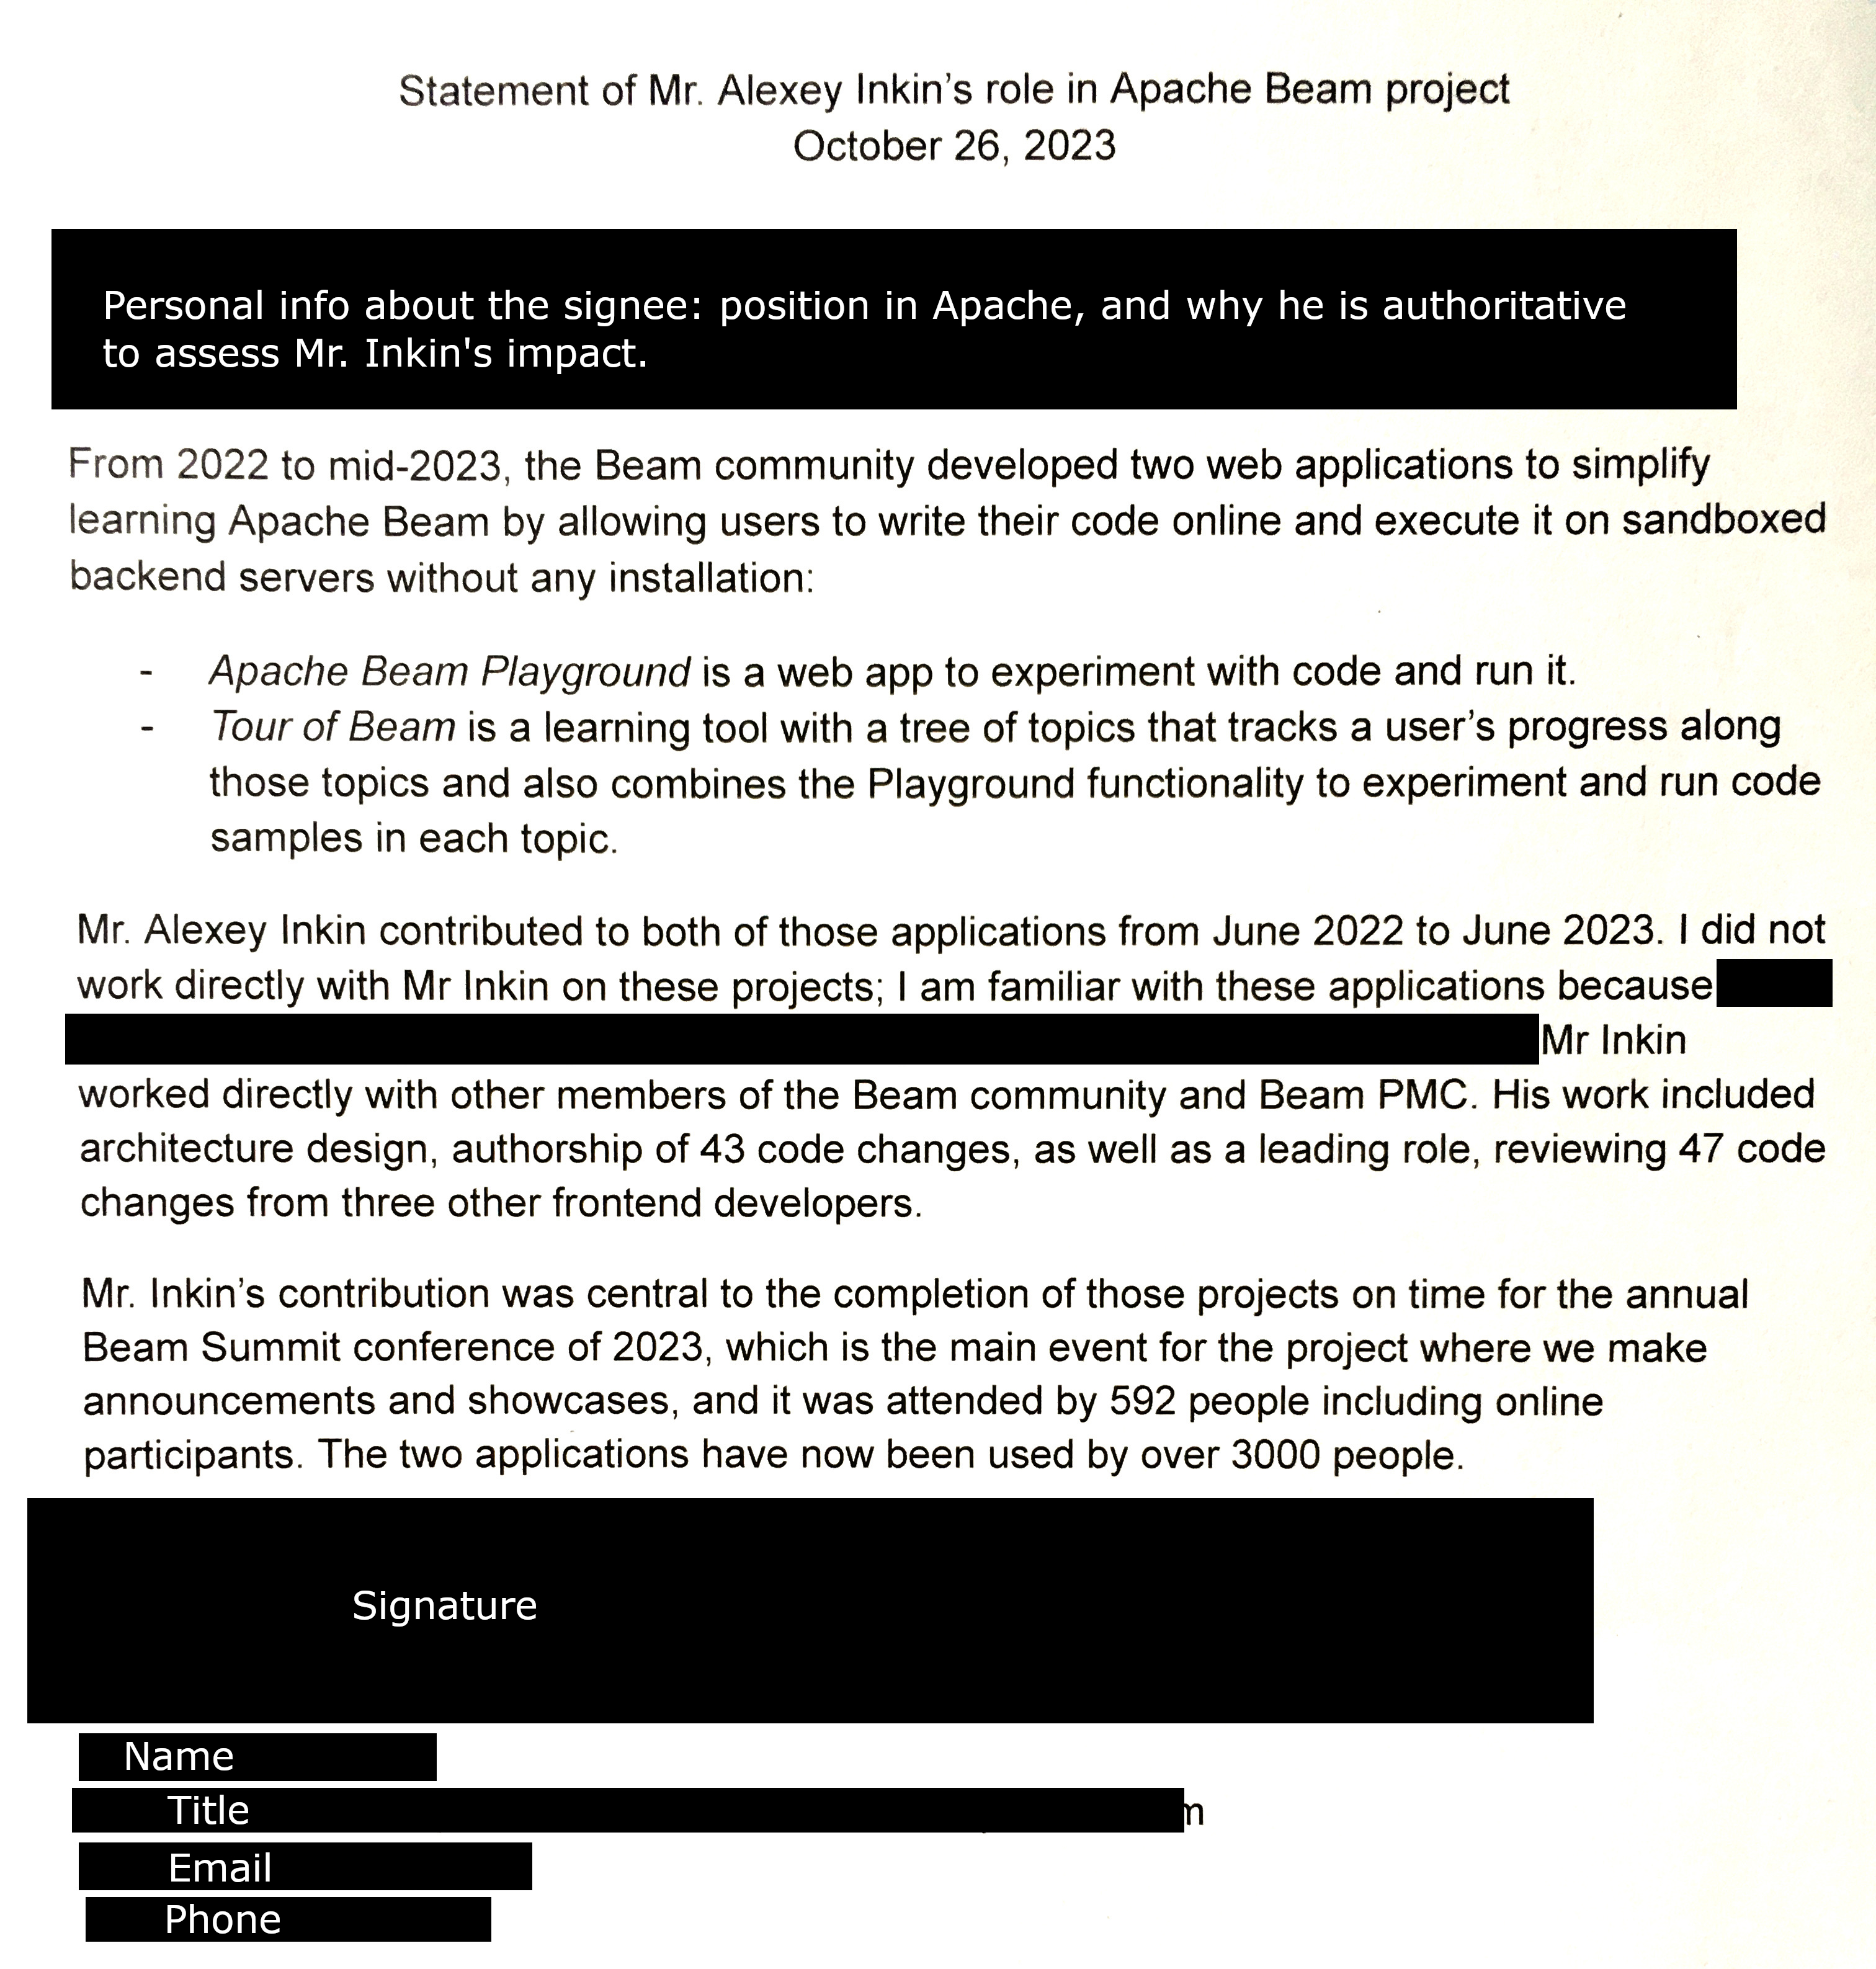 Statement of Mr. Alexey Inkin's role in Apache Beam project
October 26, 2023
Personal info about the signee: position in Apache, and why he is authoritative
to assess Mr. Inkin's impact.
From 2022 to mid-2023, the Beam community developed two web applications to simplify
learning Apache Beam by allowing users to write their code online and execute it on sandboxed
backend servers without any installation:
- Apache Beam Playground is a web app to experiment with code and run it.
- Tour of Beam is a learning tool with a tree of topics that tracks a user's progress along
those topics and also combines the Playground functionality to experiment and run code
samples in each topic.
Mr. Alexey Inkin contributed to both of those applications from June 2022 to June 2023. I did not
work directly with Mr Inkin on these projects; I am familiar with these applications because
Mr Inkin
worked directly with other members of the Beam community and Beam PMC. His work included
architecture design, authorship of 43 code changes, as well as a leading role, reviewing 47 code
changes from three other frontend developers.
Mr. Inkin's contribution was central to the completion of those projects on time for the annual
Beam Summit conference of 2023, which is the main event for the project where we make
announcements and showcases, and it was attended by 592 people including online
participants. The two applications have now been used by over 3000 people.
Signature
Name
Title m
Email
Phone